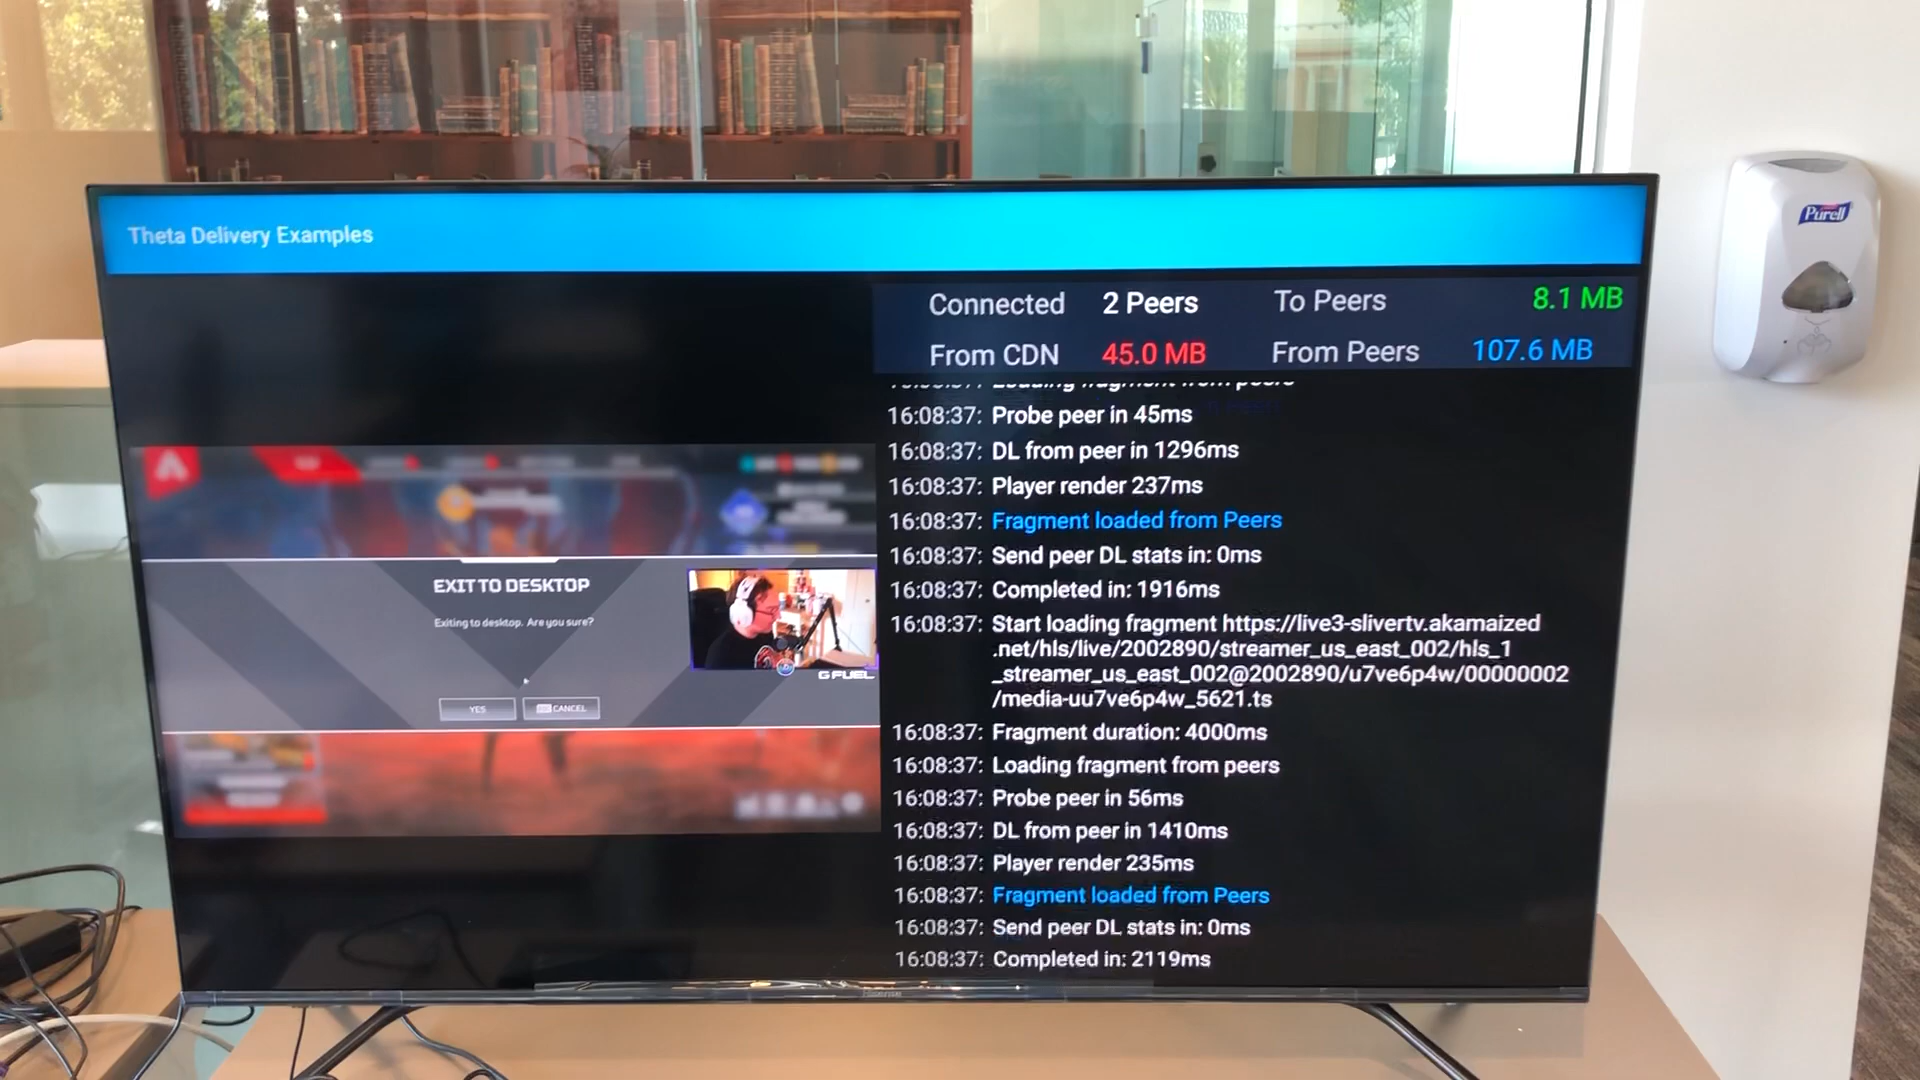 Purell
Theta Delivery Examples
Connected 2 Peers To Peers 8.1 MB
From CDN 45.0 MB From Peers 107.6 MB
Loading fragment from peers
16:08:37: Probe peer in 45ms
16:08:37: DL from peer in 1296ms
16:08:37: Player render 237ms
16:08:37: Fragment loaded from Peers
16:08:37: Send peer DL stats in: 0ms
16:08:37: Completed in: 1916ms
16:08:37: Start loading fragment https://live3-slivertv.akamaized
.net/hls/live/2002890/streamer_us_east_002/hls_1
_streamer_us_east_002@2002890/u7ve6p4w/00000002
/media-uu7ve6p4w_5621.ts
16:08:37: Fragment duration: 4000ms
16:08:37: Loading fragment from peers
16:08:37: Probe peer in 56ms
16:08:37: DL from peer in 1410ms
16:08:37: Player render 235ms
16:08:37: Fragment loaded from Peers
16:08:37: Send peer DL stats in: 0ms
16:08:37: Completed in: 2119ms
EXIT TO DESKTOP
Exiting to desktop. Are you sure?
G FUEL
YES
CANCEL
Hisense